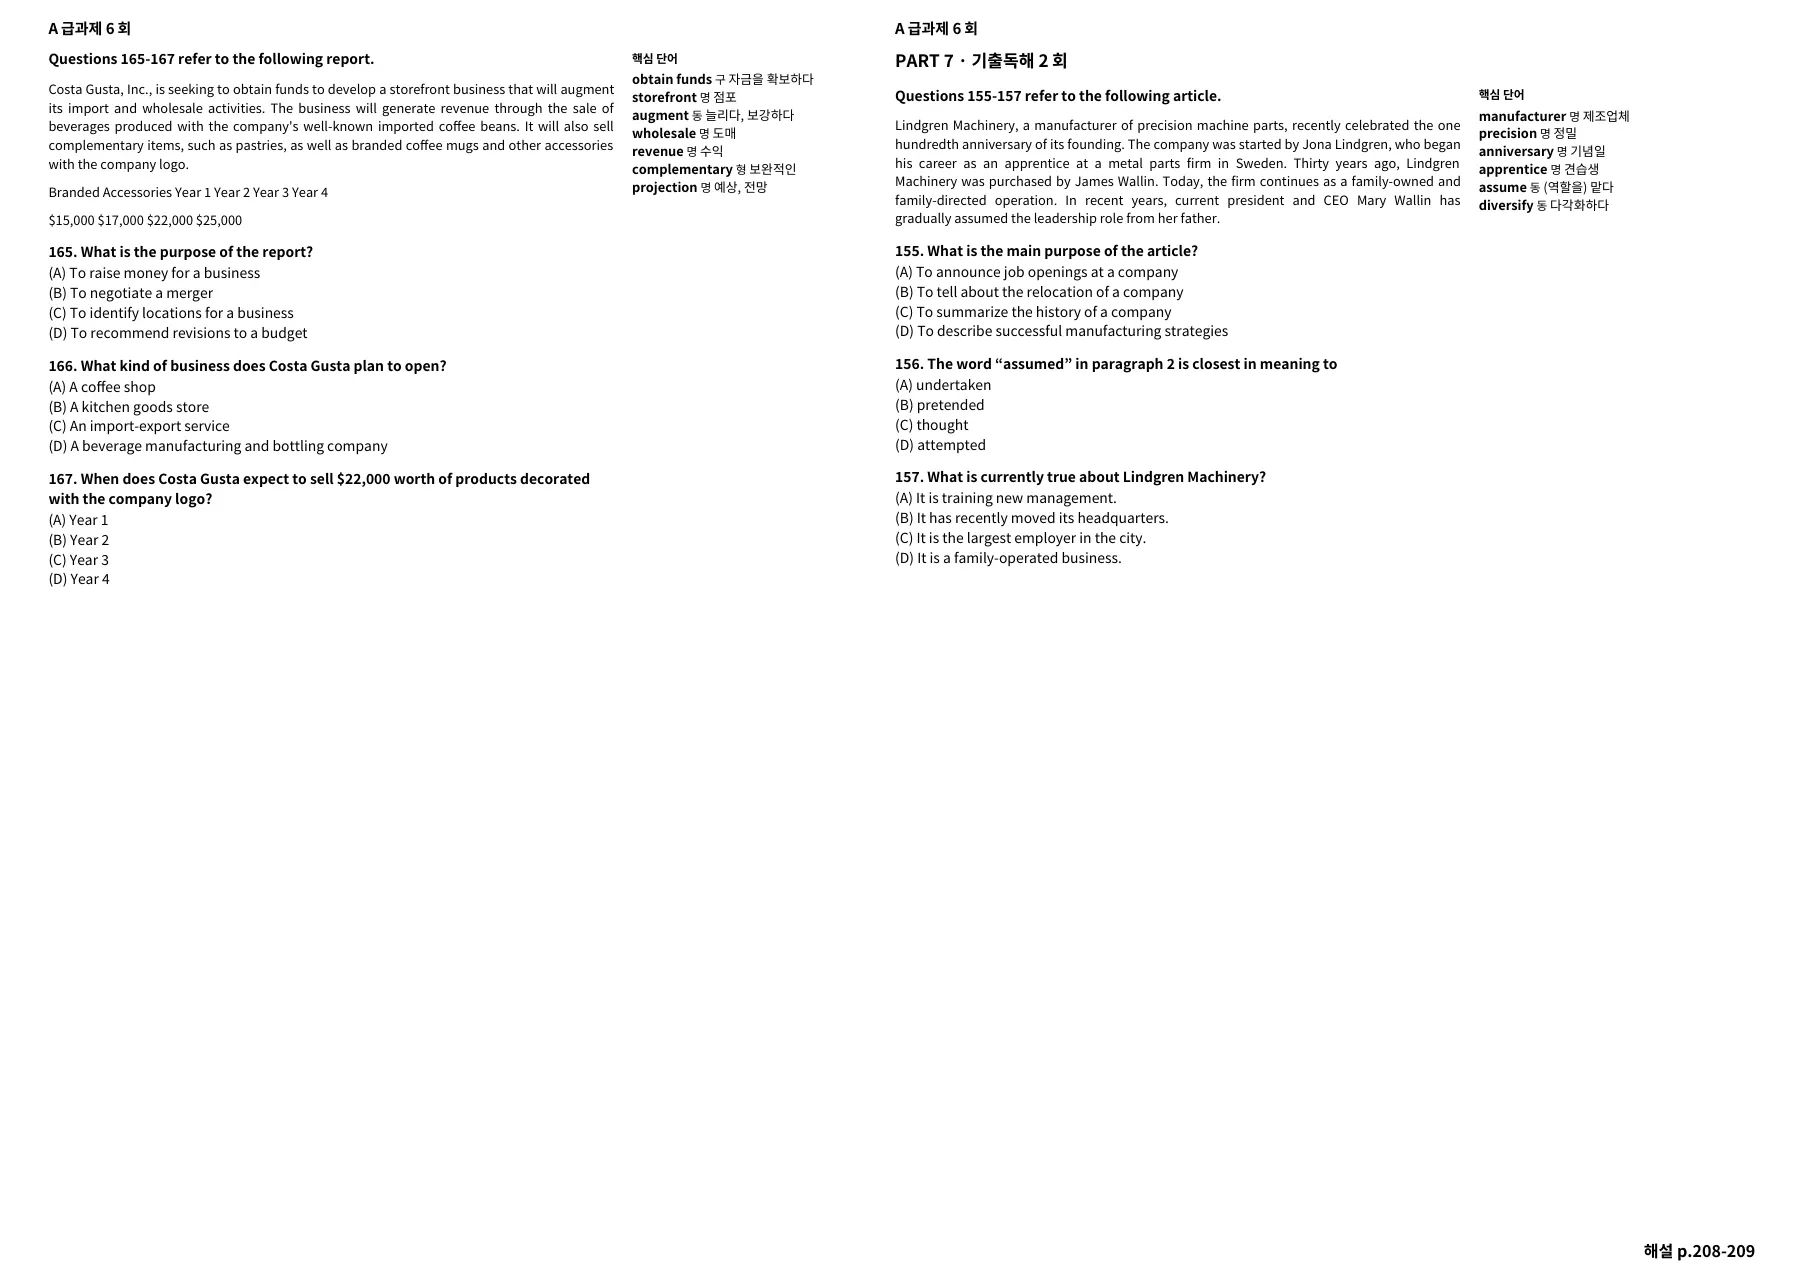 A 급과제 6 회
Questions 165-167 refer to the following report.
Costa Gusta, Inc., is seeking to obtain funds to develop a storefront business that will augment
its import and wholesale activities. The business will generate revenue through the sale of
beverages produced with the company's well-known imported coffee beans. It will also sell
complementary items, such as pastries, as well as branded coffee mugs and other accessories
with the company logo.
Branded Accessories Year 1 Year 2 Year 3 Year 4
$15,000 $17,000 $22,000 $25,000
165. What is the purpose of the report?
(A) To raise money for a business
(B) To negotiate a merger
(C) To identify locations for a business
(D) To recommend revisions to a budget
166. What kind of business does Costa Gusta plan to open?
(A) A coffee shop
(B) A kitchen goods store
(C) An import-export service
(D) A beverage manufacturing and bottling company
167. When does Costa Gusta expect to sell $22,000 worth of products decorated
with the company logo?
(A) Year 1
(B) Year 2
(C) Year 3
(D) Year 4
핵심 단어
obtain funds 구 자금을 확보하다
storefront 명 점포
augment 동 늘리다, 보강하다
wholesale 명 도매
revenue 명 수익
complementary 형 보완적인
projection 명 예상, 전망
A 급과제 6 회
PART 7 · 기출독해 2 회
Questions 155-157 refer to the following article.
Lindgren Machinery, a manufacturer of precision machine parts, recently celebrated the one
hundredth anniversary of its founding. The company was started by Jona Lindgren, who began
his career as an apprentice at a metal parts firm in Sweden. Thirty years ago, Lindgren
Machinery was purchased by James Wallin. Today, the firm continues as a family-owned and
family-directed operation. In recent years, current president and CEO Mary Wallin has
gradually assumed the leadership role from her father.
155. What is the main purpose of the article?
(A) To announce job openings at a company
(B) To tell about the relocation of a company
(C) To summarize the history of a company
(D) To describe successful manufacturing strategies
156. The word “assumed” in paragraph 2 is closest in meaning to
(A) undertaken
(B) pretended
(C) thought
(D) attempted
157. What is currently true about Lindgren Machinery?
(A) It is training new management.
(B) It has recently moved its headquarters.
(C) It is the largest employer in the city.
(D) It is a family-operated business.
핵심 단어
manufacturer 명 제조업체
precision 명 정밀
anniversary 명 기념일
apprentice 명 견습생
assume 동 (역할을) 맡다
diversify 동 다각화하다
해설 p.208-209